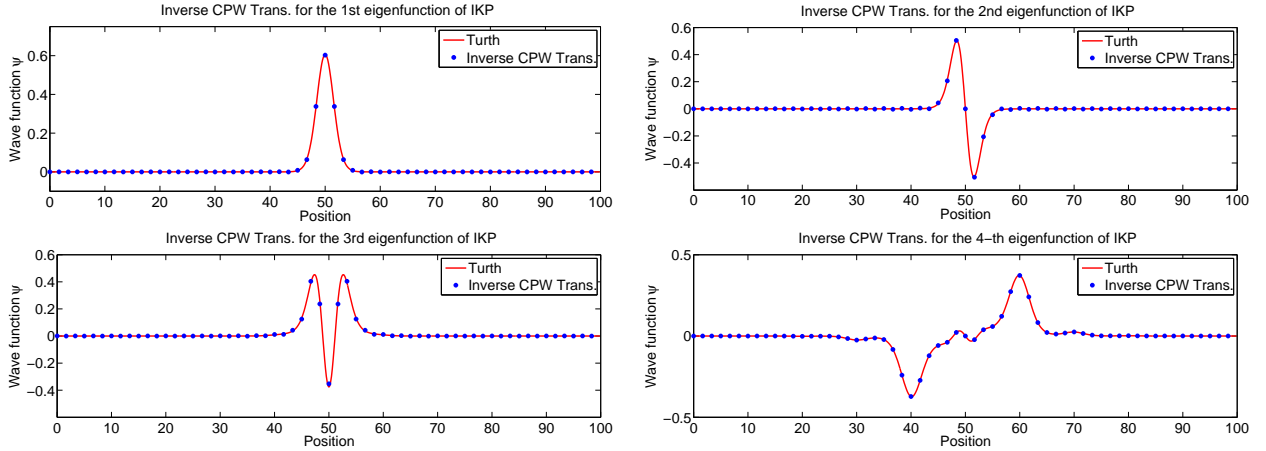 Inverse CPW Trans. for the 1st eigenfunction of IKP
Wave function ψ
0.6
0.4
0.2
0
Turth
Inverse CPW Trans.
0 10 20 30 40 50 60 70 80 90 100
Position
Inverse CPW Trans. for the 2nd eigenfunction of IKP
Wave function ψ
0.6
0.4
0.2
0
−0.2
−0.4
Turth
Inverse CPW Trans.
0 10 20 30 40 50 60 70 80 90 100
Position
Inverse CPW Trans. for the 3rd eigenfunction of IKP
Wave function ψ
0.6
0.4
0.2
0
−0.2
−0.4
Turth
Inverse CPW Trans.
0 10 20 30 40 50 60 70 80 90 100
Position
Inverse CPW Trans. for the 4−th eigenfunction of IKP
Wave function ψ
0.5
0
−0.5
Turth
Inverse CPW Trans.
0 10 20 30 40 50 60 70 80 90 100
Position